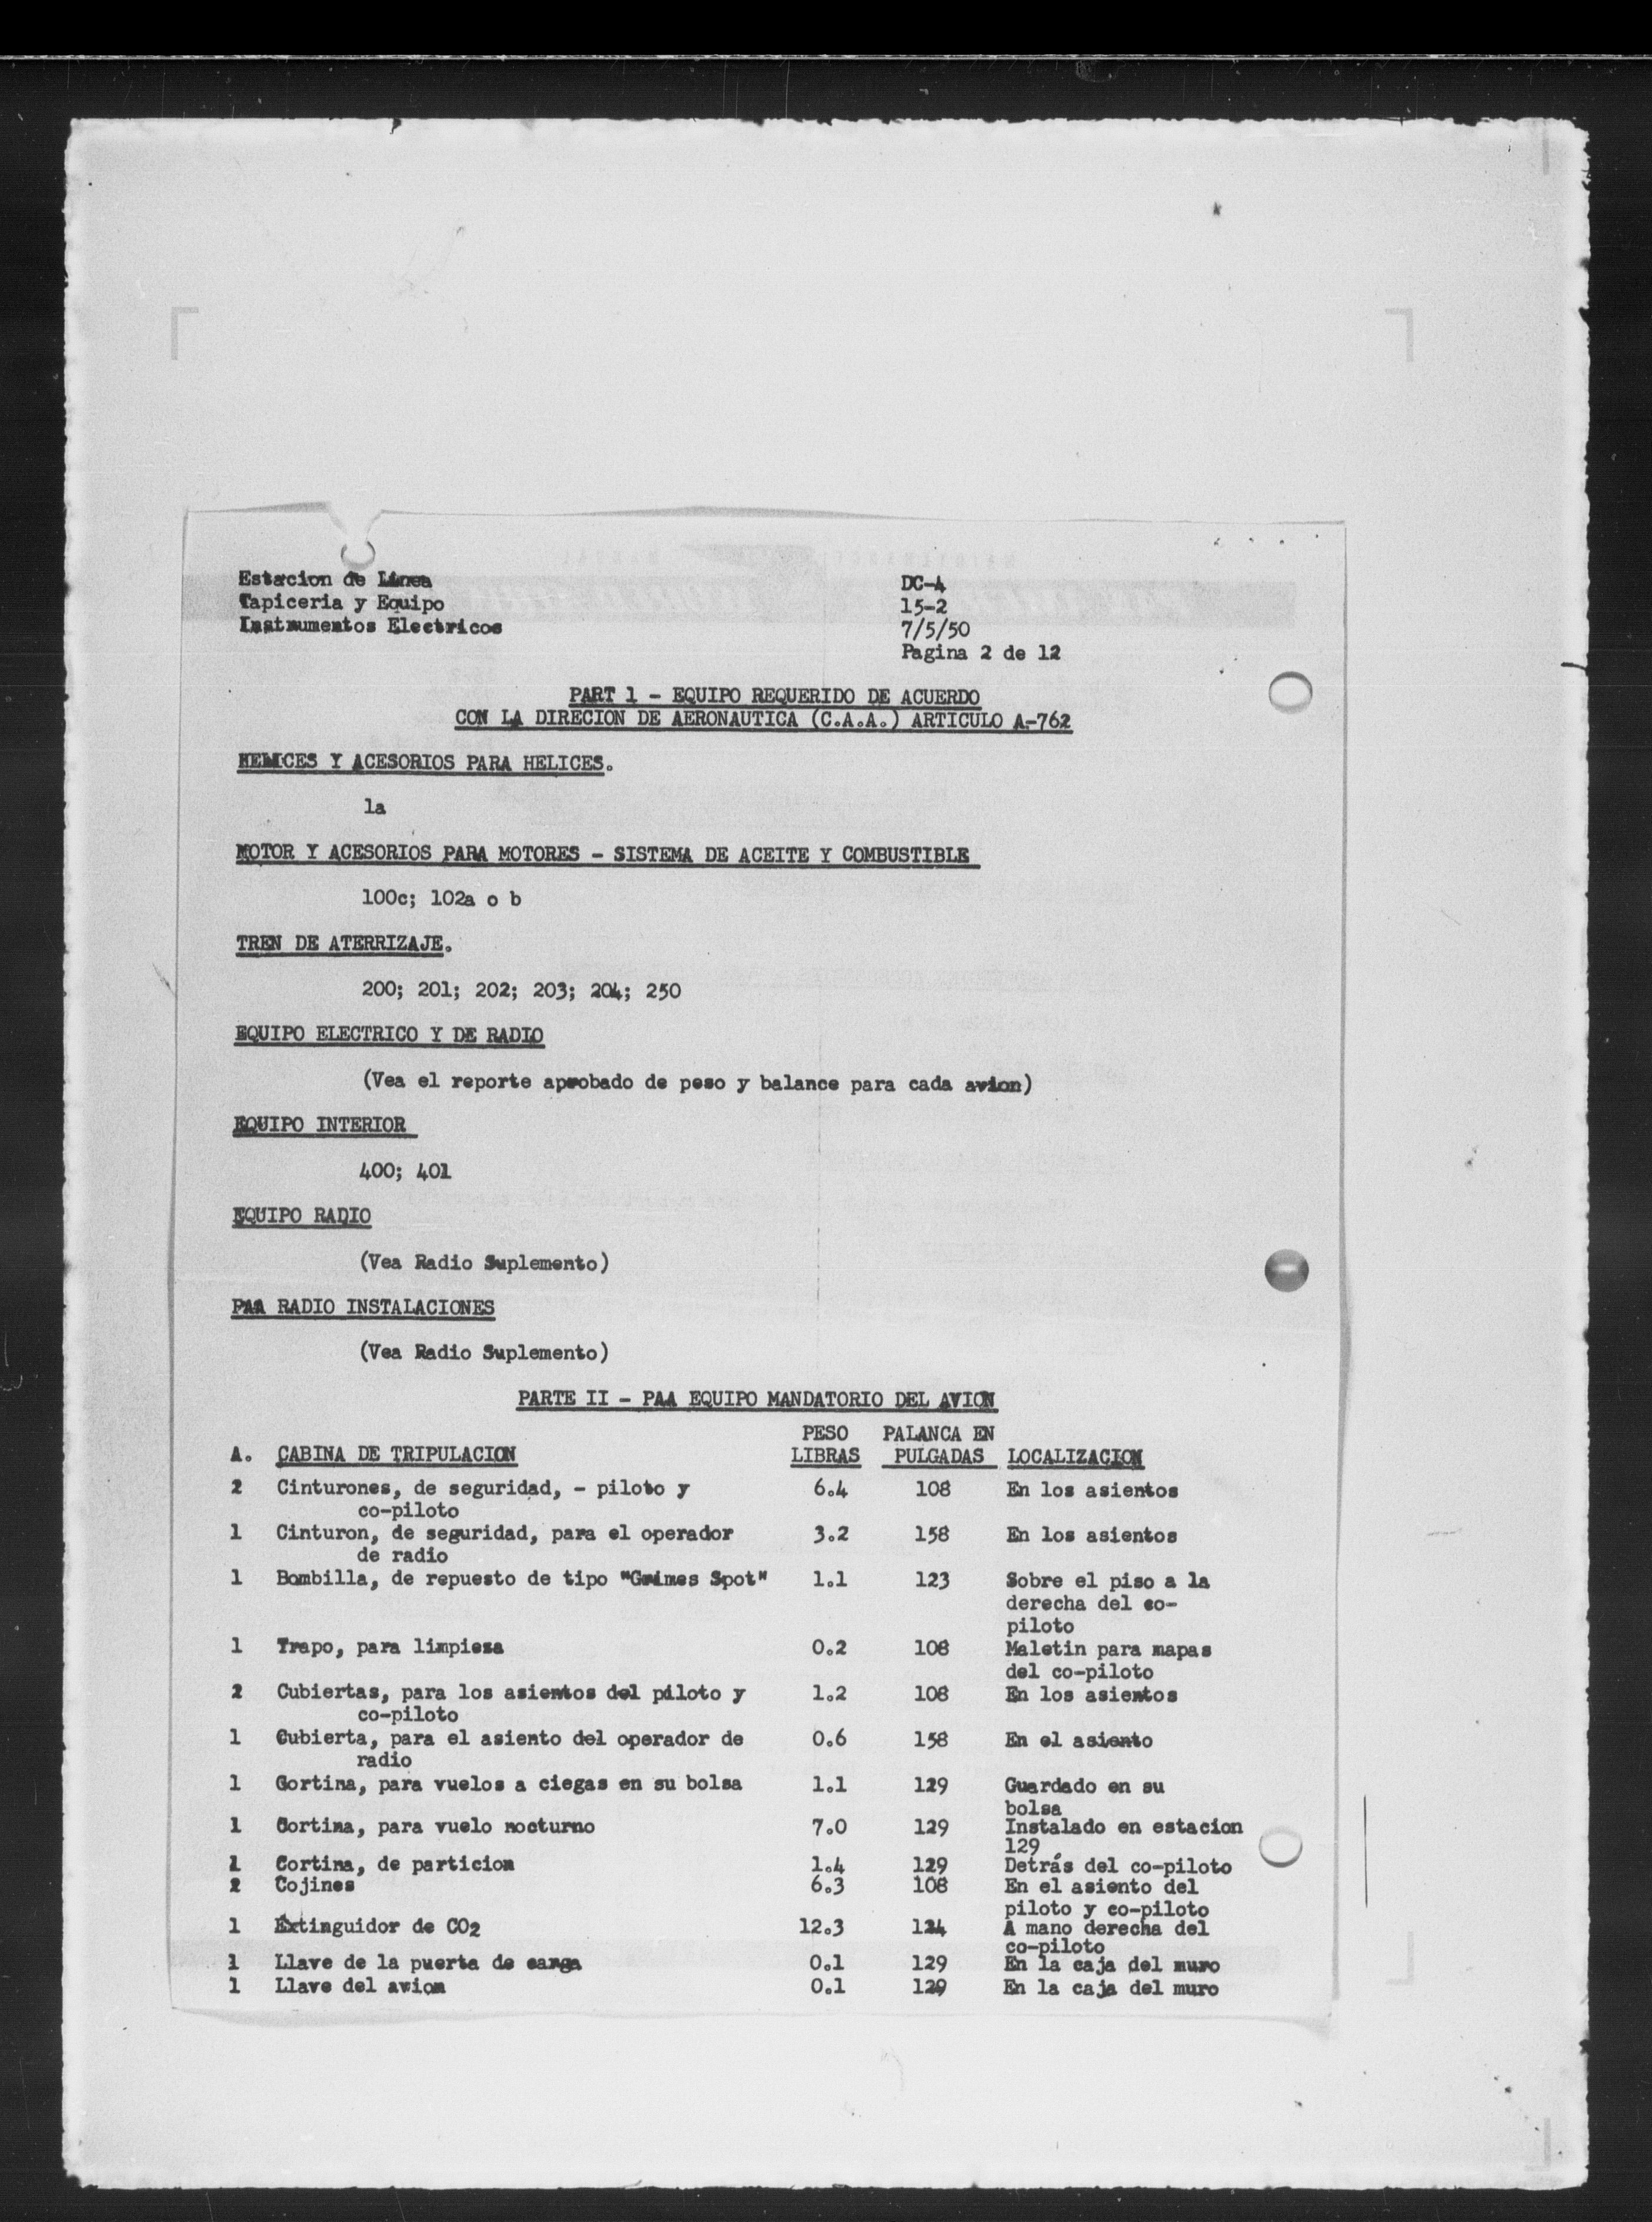 Estacion de Linea
Tapiceria y Equipo
Instrumentos Electricos
DC-4
15-2
7/5/50
Pagina 2 de 12
PART 1 - EQUIPO REQUERIDO DE ACUERDO
CON LA DIRECION DE AERONAUTICA (C.A.A.) ARTICULO A-762
HELICES Y ACESORIOS PARA HELICES.
1a
MOTOR Y ACESORIOS PARA MOTORES - SISTEMA DE ACEITE Y COMBUSTIBLE
100c; 102a o b
TREN DE ATERRIZAJE.
200; 201; 202; 203; 204; 250
EQUIPO ELECTRICO Y DE RADIO
(Vea el reporte aprobado de peso y balance para cada avion)
EQUIPO INTERIOR
400; 401
EQUIPO RADIO
(Vea Radio Suplemento)
PAA RADIO INSTALACIONES
(Vea Radio Suplemento)
PARTE II - PAA EQUIPO MANDATORIO DEL AVION
PESO PALANCA EN
A. CABINA DE TRIPULACION LIBRAS PULGADAS LOCALIZACION
2 Cinturones, de seguridad, - piloto y 6.4 108 En los asientos
co-piloto
1 Cinturon, de seguridad, para el operador 3.2 158 En los asientos
de radio
1 Bombilla, de repuesto de tipo "Grimes Spot" 1.1 123 Sobre el piso a la
derecha del co-
piloto
1 Trapo, para limpiesa 0.2 108 Maletin para mapas
del co-piloto
2 Cubiertas, para los asientos del piloto y 1.2 108 En los asientos
co-piloto
1 Cubierta, para el asiento del operador de 0.6 158 En el asiento
radio
1 Cortina, para vuelos a ciegas en su bolsa 1.1 129 Guardado en su
bolsa
1 Cortina, para vuelo nocturno 7.0 129 Instalado en estacion
129
1 Cortina, de particion 1.4 129 Detrás del co-piloto
2 Cojines 6.3 108 En el asiento del
piloto y co-piloto
1 Extinguidor de CO2 12.3 124 A mano derecha del
co-piloto
1 Llave de la puerta de carga 0.1 129 En la caja del muro
1 Llave del avion 0.1 129 En la caja del muro